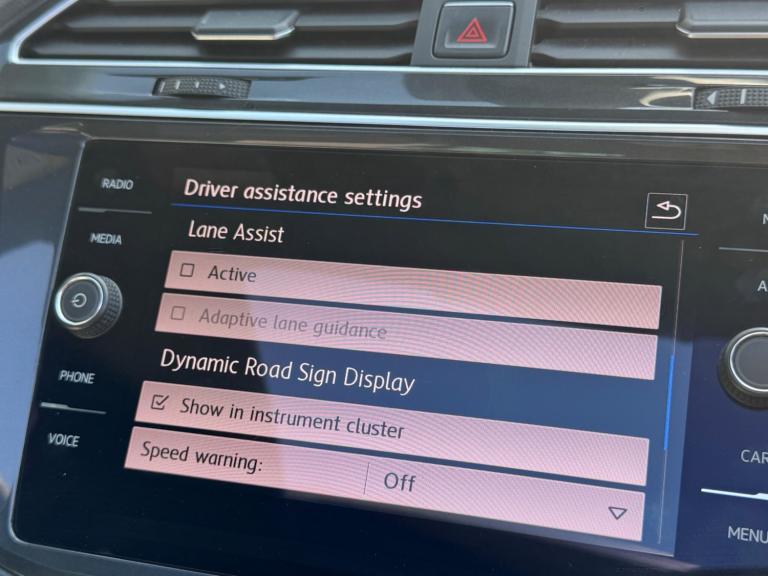 RADIO
Driver assistance settings
MEDIA
Lane Assist
Active
Adaptive lane guidance
PHONE
Dynamic Road Sign Display
Show in instrument cluster
VOICE
Speed warning:
Off
CAR
MENU